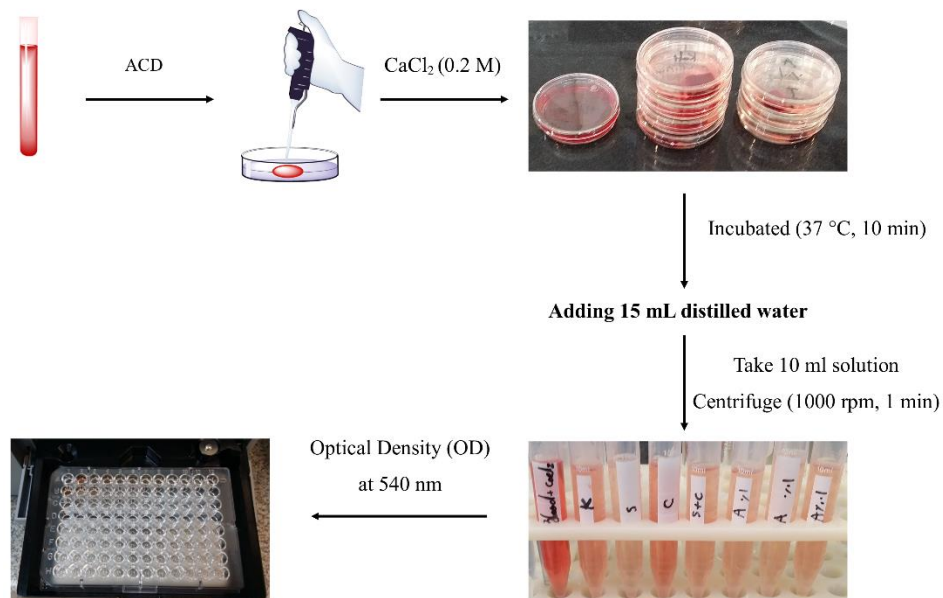 ACD
CaCl₂ (0.2 M)
Incubated (37 °C, 10 min)
Adding 15 mL distilled water
Take 10 ml solution
Centrifuge (1000 rpm, 1 min)
Optical Density (OD)
at 540 nm
K
S
C
S+C
A %1
A